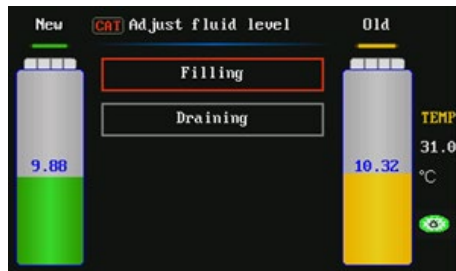 New CAT Adjust fluid level Old
Filling
Draining
TEMP
31.0
9.88 10.32
°C